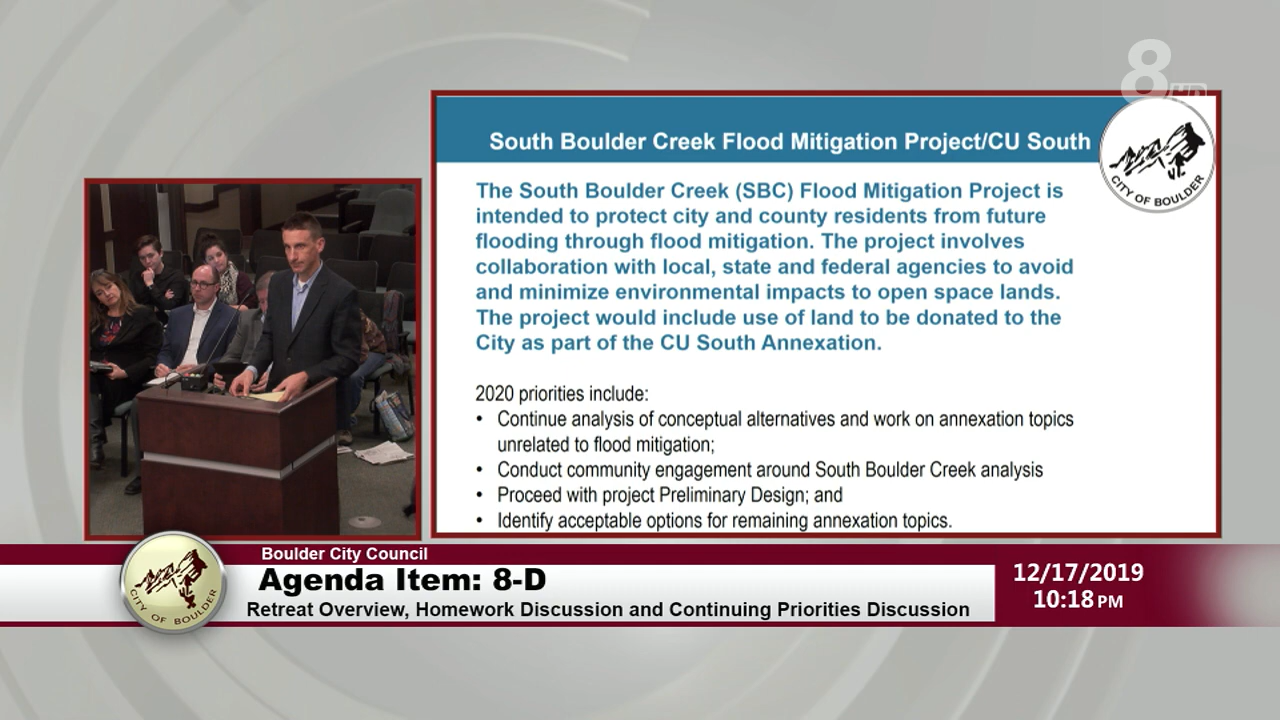 8
HD
South Boulder Creek Flood Mitigation Project/CU South
CITY OF BOULDER
The South Boulder Creek (SBC) Flood Mitigation Project is
intended to protect city and county residents from future
flooding through flood mitigation. The project involves
collaboration with local, state and federal agencies to avoid
and minimize environmental impacts to open space lands.
The project would include use of land to be donated to the
City as part of the CU South Annexation.
2020 priorities include:
• Continue analysis of conceptual alternatives and work on annexation topics
unrelated to flood mitigation;
• Conduct community engagement around South Boulder Creek analysis
• Proceed with project Preliminary Design; and
• Identify acceptable options for remaining annexation topics.
Boulder City Council
Agenda Item: 8-D
Retreat Overview, Homework Discussion and Continuing Priorities Discussion
CITY OF BOULDER
12/17/2019
10:18 PM